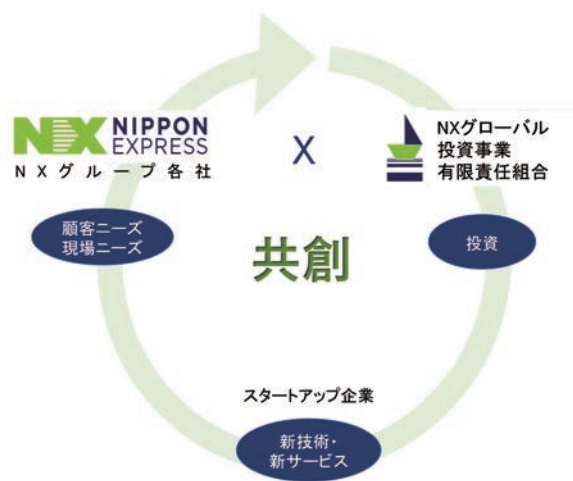 NX NIPPON
EXPRESS
NXグループ各社
X
NXグローバル
投資事業
有限責任組合
顧客ニーズ
現場ニーズ
共創
投資
スタートアップ企業
新技術・
新サービス